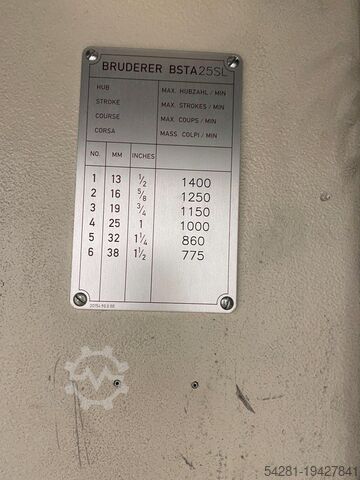 BRUDERER BSTA25SL
HUB MAX. HUBZAHL / MIN
STROKE MAX. STROKES / MIN
COURSE MAX. COUPS / MIN
CORSA MASS. COLPI / MIN
NO. MM INCHES
1 13 1/2 1400
2 16 5/8 1250
3 19 3/4 1150
4 25 1 1000
5 32 1 1/4 860
6 38 1 1/2 775
54281-19427841